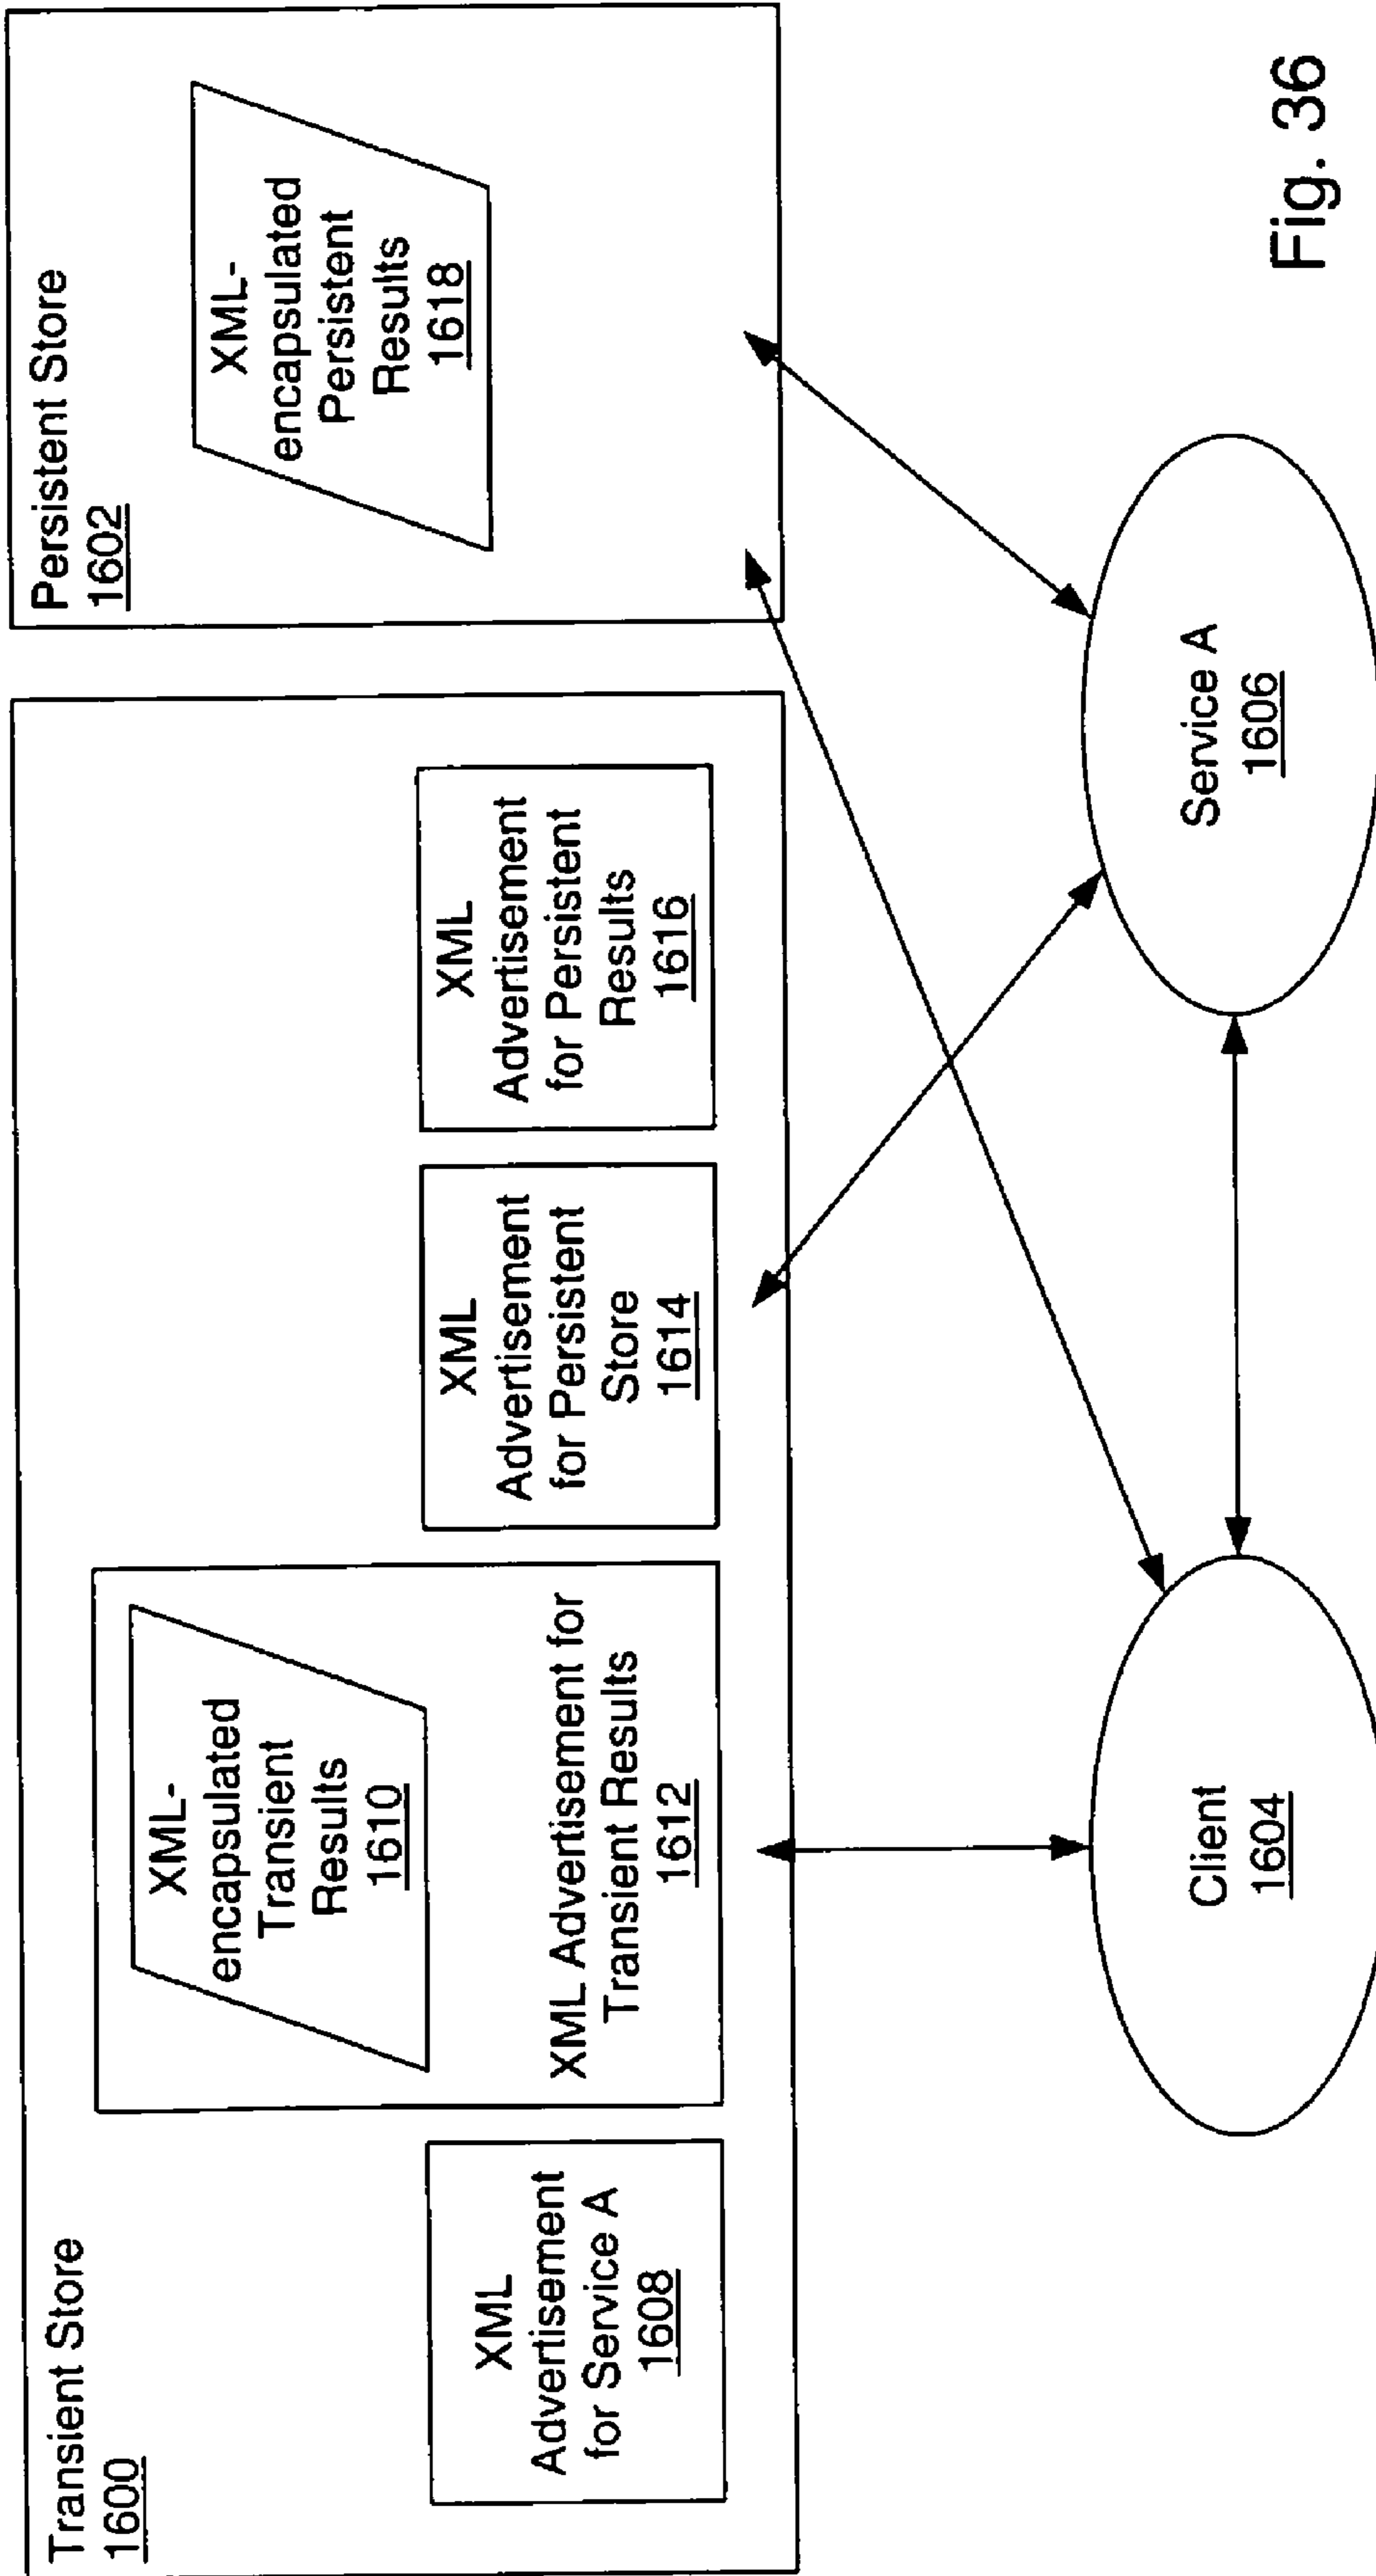 Transient Store
1600
XML
Advertisement
for Service A
1608
XML-
encapsulated
Transient
Results
1610
XML Advertisement for
Transient Results
1612
XML
Advertisement
for Persistent
Store
1614
XML
Advertisement
for Persistent
Results
1616
Persistent Store
1602
XML-
encapsulated
Persistent
Results
1618
Client
1604
Service A
1606
Fig. 36